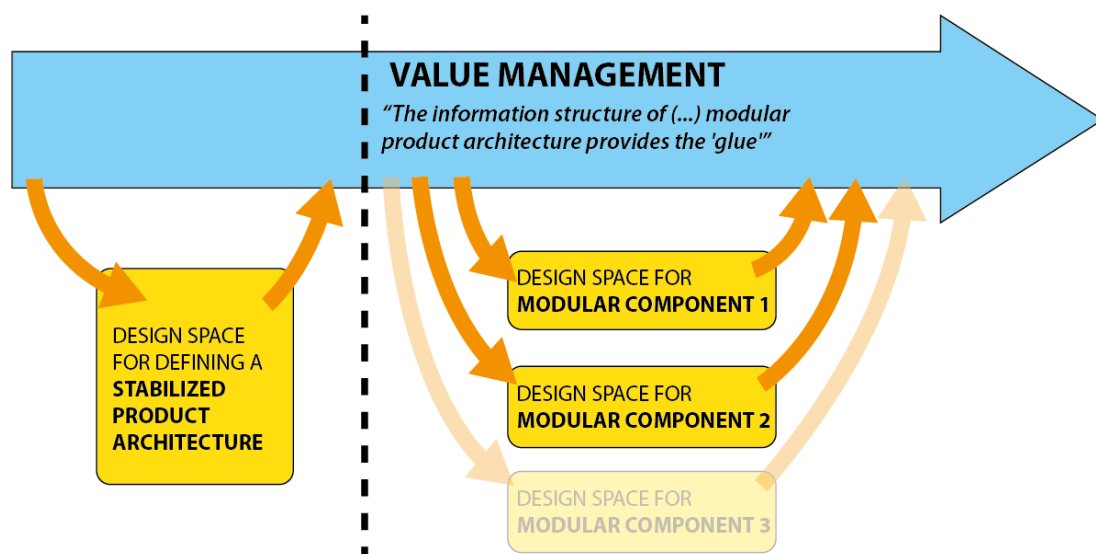 VALUE MANAGEMENT
“The information structure of (...) modular
product architecture provides the 'glue'”
DESIGN SPACE
FOR DEFINING A
STABILIZED
PRODUCT
ARCHITECTURE
DESIGN SPACE FOR
MODULAR COMPONENT 1
DESIGN SPACE FOR
MODULAR COMPONENT 2
DESIGN SPACE FOR
MODULAR COMPONENT 3